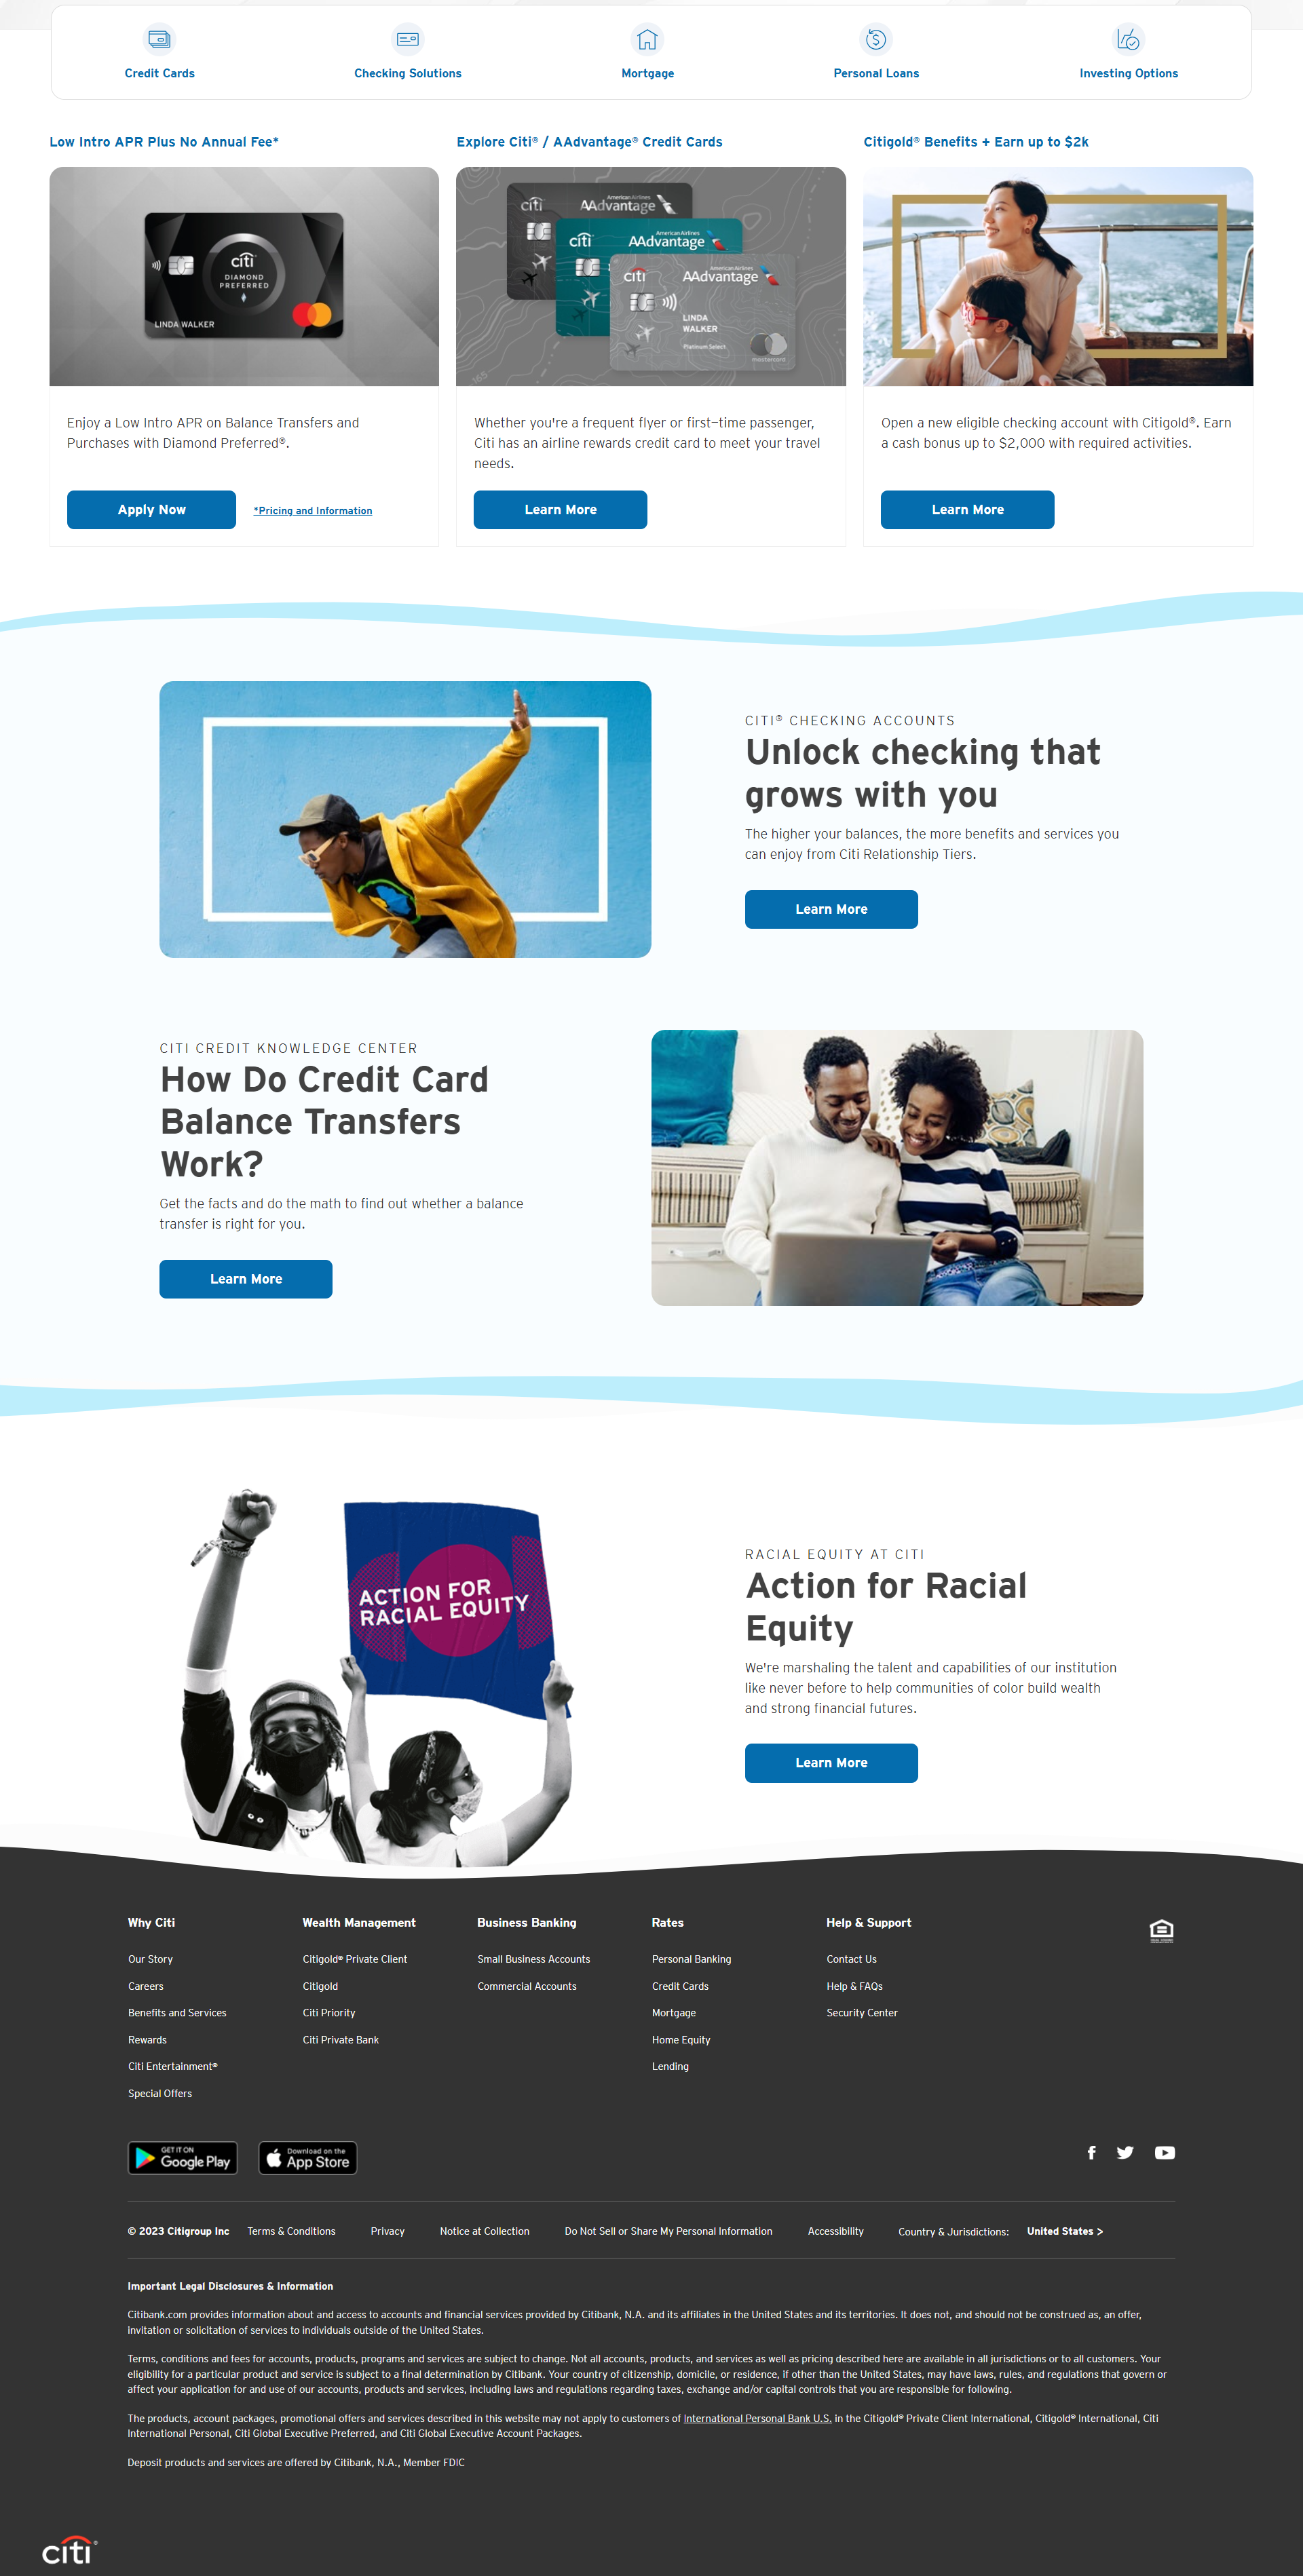 Credit Cards
Checking Solutions
Mortgage
Personal Loans
Investing Options
Low Intro APR Plus No Annual Fee*
citi
DIAMOND
PREFERRED
LINDA WALKER
Enjoy a Low Intro APR on Balance Transfers and
Purchases with Diamond Preferred®.
Apply Now
*Pricing and Information
Explore Citi® / AAdvantage® Credit Cards
citi
American Airlines
AAdvantage
citi
American Airlines
AAdvantage
citi
American Airlines
AAdvantage
LINDA
WALKER
Platinum Select
mastercard
165
Whether you're a frequent flyer or first-time passenger,
Citi has an airline rewards credit card to meet your travel
needs.
Learn More
Citigold® Benefits + Earn up to $2k
Open a new eligible checking account with Citigold®. Earn
a cash bonus up to $2,000 with required activities.
Learn More
CITI® CHECKING ACCOUNTS
Unlock checking that
grows with you
The higher your balances, the more benefits and services you
can enjoy from Citi Relationship Tiers.
Learn More
CITI CREDIT KNOWLEDGE CENTER
How Do Credit Card
Balance Transfers
Work?
Get the facts and do the math to find out whether a balance
transfer is right for you.
Learn More
ACTION FOR
RACIAL EQUITY
RACIAL EQUITY AT CITI
Action for Racial
Equity
We're marshaling the talent and capabilities of our institution
like never before to help communities of color build wealth
and strong financial futures.
Learn More
Why Citi
Our Story
Careers
Benefits and Services
Rewards
Citi Entertainment®
Special Offers
Wealth Management
Citigold® Private Client
Citigold
Citi Priority
Citi Private Bank
Business Banking
Small Business Accounts
Commercial Accounts
Rates
Personal Banking
Credit Cards
Mortgage
Home Equity
Lending
Help & Support
Contact Us
Help & FAQs
Security Center
GET IT ON
Google Play
Download on the
App Store
© 2023 Citigroup Inc
Terms & Conditions
Privacy
Notice at Collection
Do Not Sell or Share My Personal Information
Accessibility
Country & Jurisdictions:
United States >
Important Legal Disclosures & Information
Citibank.com provides information about and access to accounts and financial services provided by Citibank, N.A. and its affiliates in the United States and its territories. It does not, and should not be construed as, an offer,
invitation or solicitation of services to individuals outside of the United States.
Terms, conditions and fees for accounts, products, programs and services are subject to change. Not all accounts, products, and services as well as pricing described here are available in all jurisdictions or to all customers. Your
eligibility for a particular product and service is subject to a final determination by Citibank. Your country of citizenship, domicile, or residence, if other than the United States, may have laws, rules, and regulations that govern or
affect your application for and use of our accounts, products and services, including laws and regulations regarding taxes, exchange and/or capital controls that you are responsible for following.
The products, account packages, promotional offers and services described in this website may not apply to customers of International Personal Bank U.S. in the Citigold® Private Client International, Citigold® International, Citi
International Personal, Citi Global Executive Preferred, and Citi Global Executive Account Packages.
Deposit products and services are offered by Citibank, N.A., Member FDIC
citi®